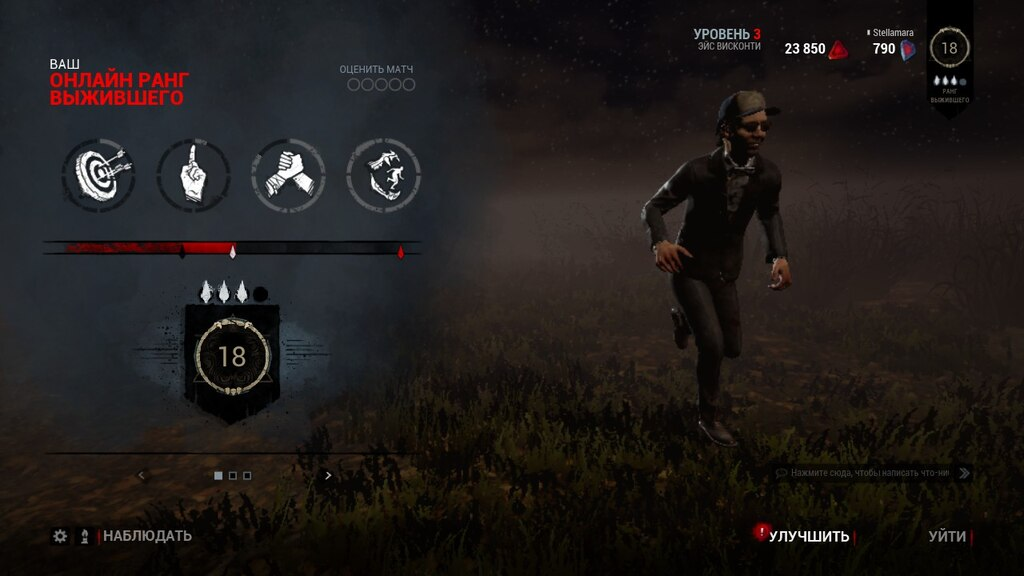 ВАШ
ОНЛАЙН РАНГ
ВЫЖИВШЕГО
ОЦЕНИТЬ МАТЧ
УРОВЕНЬ 3
ЭЙС ВИСКОНТИ
23 850
Stellamara
790
18
РАНГ
ВЫЖИВШЕГО
18
Нажмите сюда, чтобы написать что-ни
НАБЛЮДАТЬ
! УЛУЧШИТЬ
УЙТИ